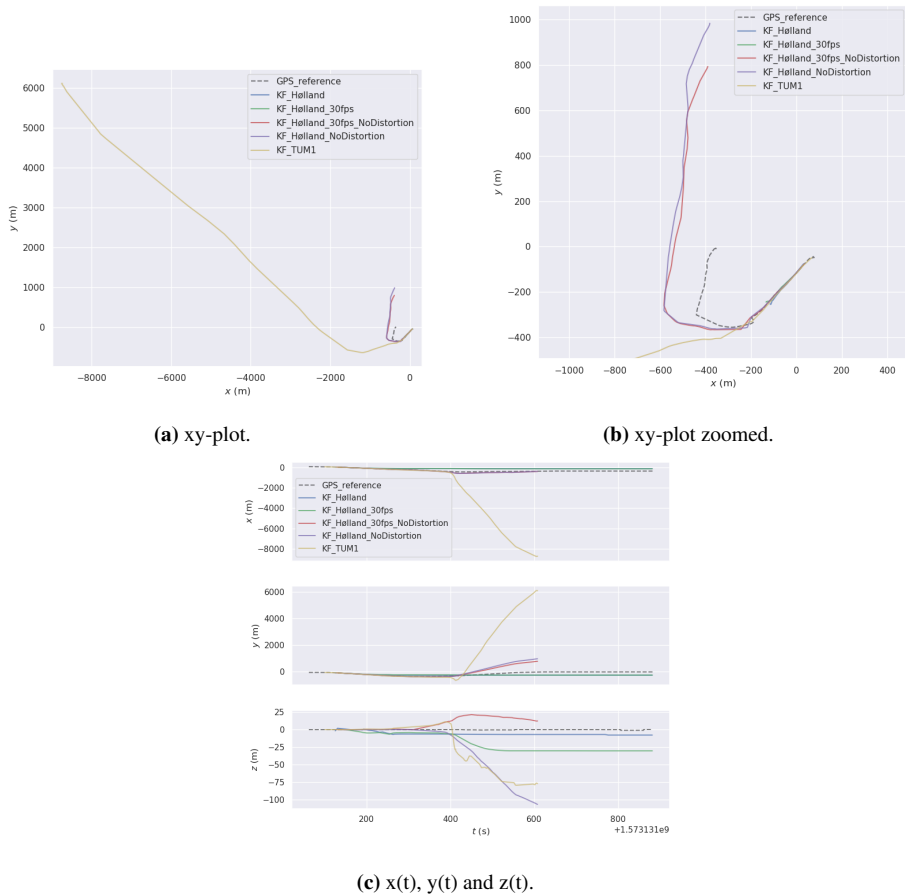 6000
5000
4000
3000
2000
1000
0
y (m)
−8000 −6000 −4000 −2000 0
x (m)
GPS_reference
KF_Hølland
KF_Hølland_30fps
KF_Hølland_30fps_NoDistortion
KF_Hølland_NoDistortion
KF_TUM1
(a) xy-plot.
1000
800
600
400
200
0
−200
−400
y (m)
−1000 −800 −600 −400 −200 0 200 400
x (m)
GPS_reference
KF_Hølland
KF_Hølland_30fps
KF_Hølland_30fps_NoDistortion
KF_Hølland_NoDistortion
KF_TUM1
(b) xy-plot zoomed.
0
−2000
−4000
−6000
−8000
x (m)
GPS_reference
KF_Hølland
KF_Hølland_30fps
KF_Hølland_30fps_NoDistortion
KF_Hølland_NoDistortion
KF_TUM1
6000
4000
2000
0
y (m)
25
0
−25
−50
−75
−100
z (m)
200 400 600 800
t (s)
+1.573131e9
(c) x(t), y(t) and z(t).